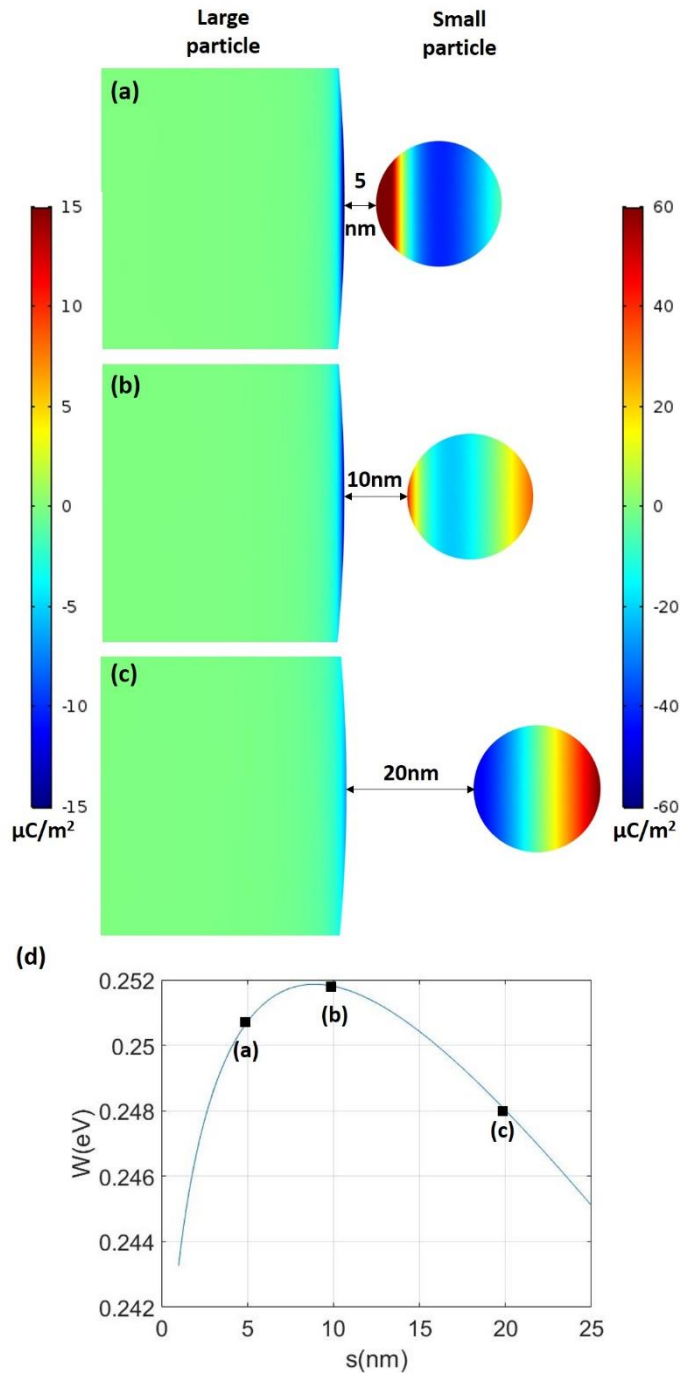 Large
particle
Small
particle
(a)
5
nm
15
10
5
0
-5
-10
-15
µC/m²
60
40
20
0
-20
-40
-60
µC/m²
(b)
10nm
(c)
20nm
(d)
0.252
0.25
0.248
0.246
0.244
0.242
W(eV)
(a)
(b)
(c)
0
5
10
15
20
25
s(nm)